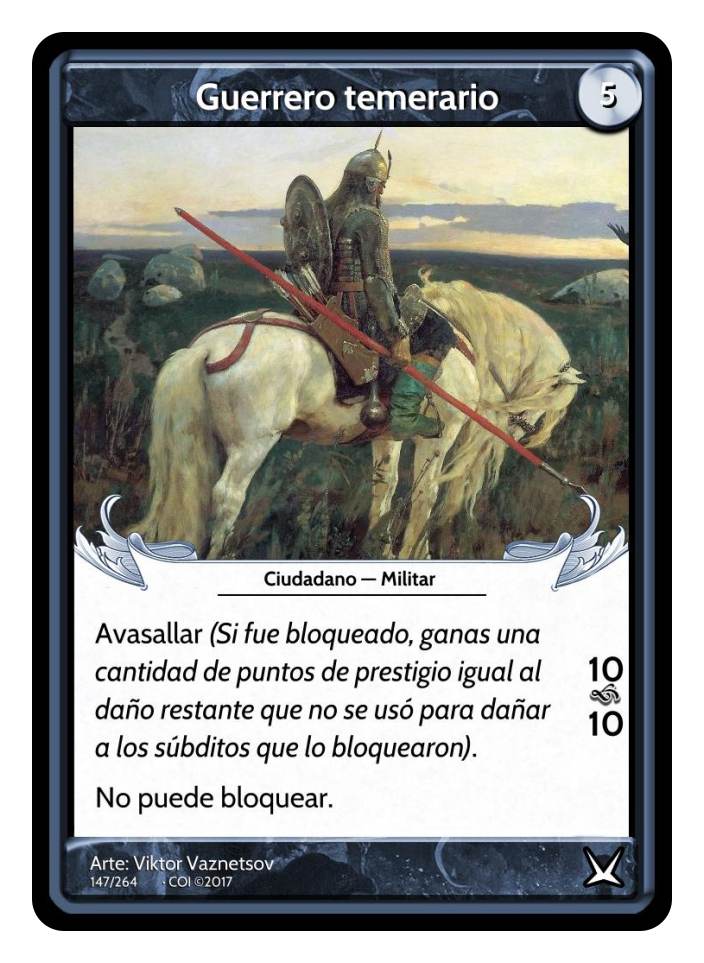 Guerrero temerario
5
Ciudadano — Militar
Avasallar (Si fue bloqueado, ganas una
cantidad de puntos de prestigio igual al
daño restante que no se usó para dañar
a los súbditos que lo bloquearon).
10
10
No puede bloquear.
Arte: Viktor Vaznetsov
147/264 · COI ©2017